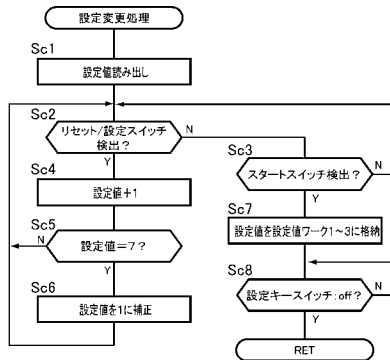 設定変更処理
Sc1
設定値読み出し
Sc2
リセット/設定スイッチ
検出?
N
Y
Sc3
スタートスイッチ検出?
N
Y
Sc4
設定値+1
Sc5
設定値=7?
N
Y
Sc6
設定値を1に補正
Sc7
設定値を設定値ワーク1~3に格納
Sc8
設定キースイッチ:off?
N
Y
RET